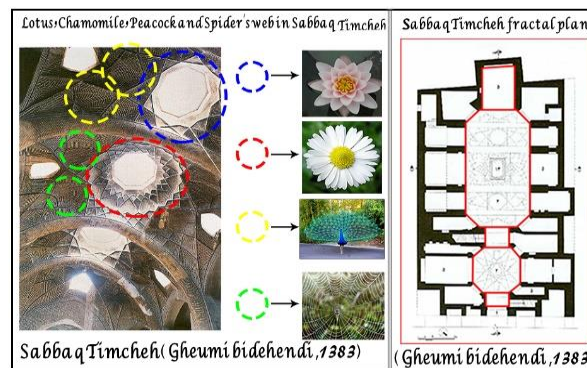 Lotus,Chamomile,Peacock and Spider's web in Sabbaq Timcheh
Sabbaq Timcheh( Gheumi bidehendi ,1383)
Sabbaq Timcheh fractal plan
( Gheumi bidehendi ,1383